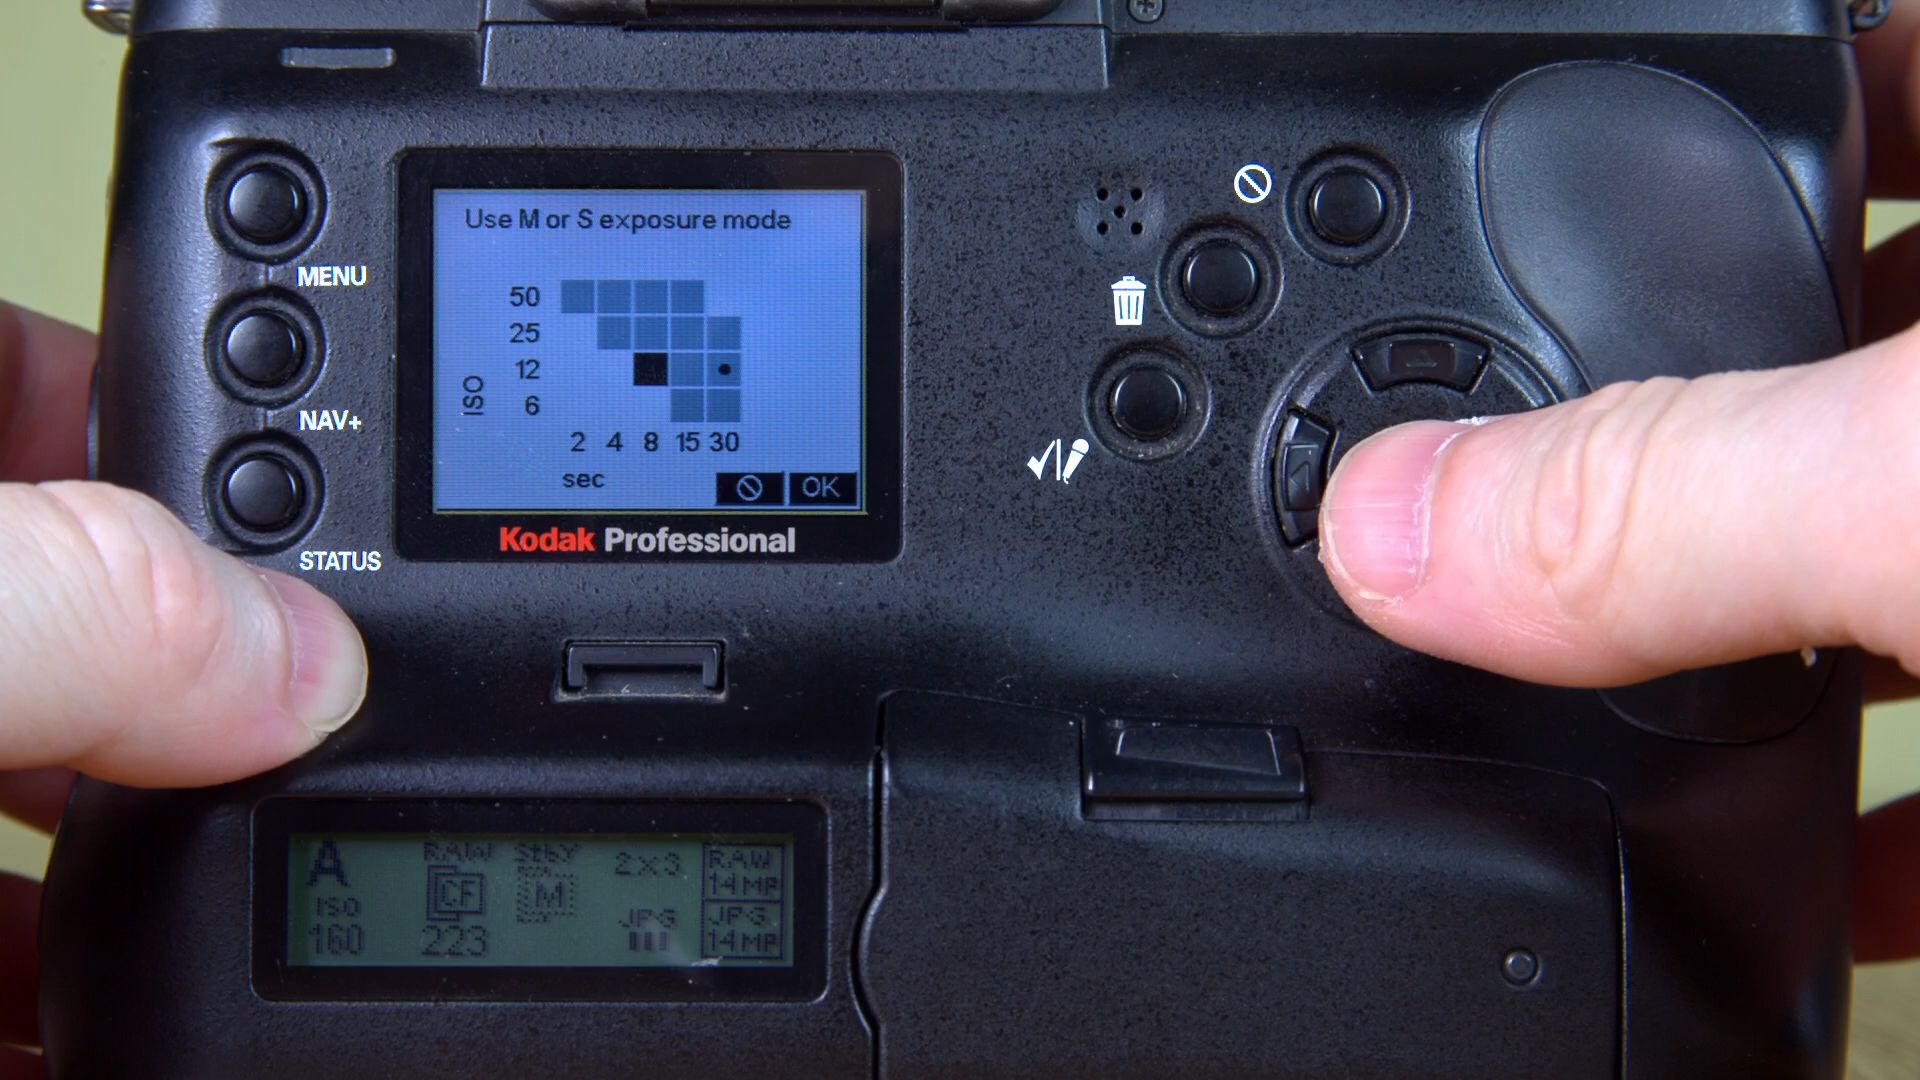 MENU
NAV+
STATUS
Use M or S exposure mode
50
25
12
6
ISO
2 4 8 15 30
sec
OK
Kodak Professional
A
ISO
160
RAW
CF
223
Stby
M
2x3
JPG
RAW
14MP
JPG
14MP